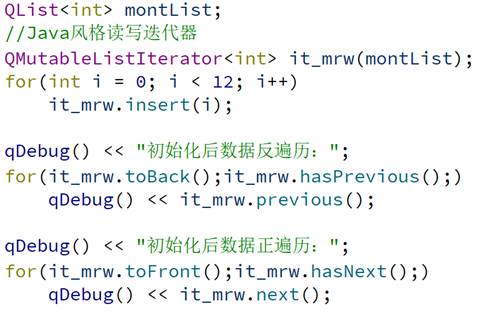 QList<int> montList;
//Java风格读写迭代器
QMutableListIterator<int> it_mrw(montList);
for(int i = 0; i < 12; i++)
    it_mrw.insert(i);

qDebug() << "初始化后数据反遍历：";
for(it_mrw.toBack();it_mrw.hasPrevious();)
    qDebug() << it_mrw.previous();

qDebug() << "初始化后数据正遍历：";
for(it_mrw.toFront();it_mrw.hasNext();)
    qDebug() << it_mrw.next();